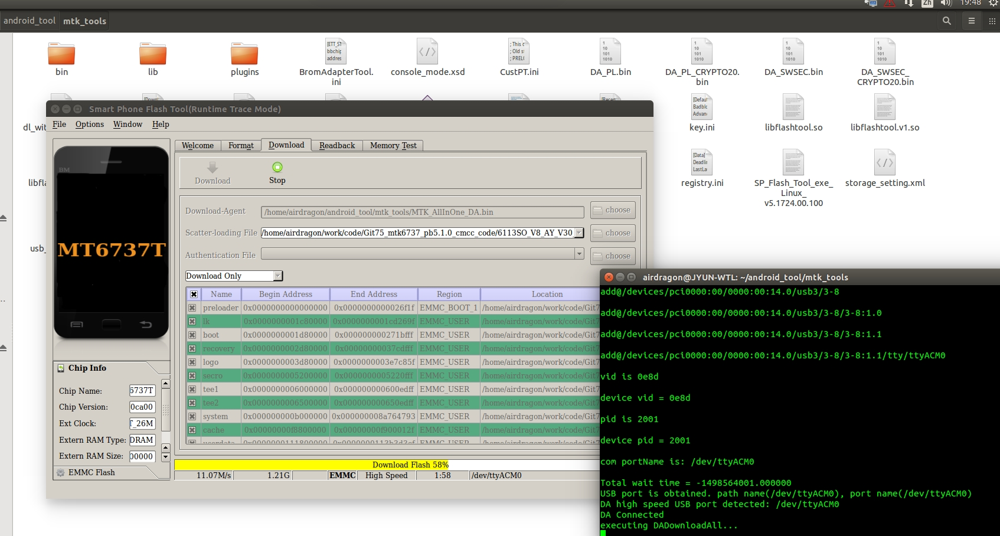 Zh
19:48
android_tool
mtk_tools
bin
lib
plugins
BromAdapterTool.
ini
console_mode.xsd
CustPT.ini
DA_PL.bin
DA_PL_CRYPTO20.
bin
DA_SWSEC.bin
DA_SWSEC_
CRYPTO20.bin
key.ini
libflashtool.so
libflashtool.v1.so
registry.ini
SP_Flash_Tool_exe_
Linux_
v5.1724.00.100
storage_setting.xml
dl_wit
libfla
usb_
Smart Phone Flash Tool(Runtime Trace Mode)
File Options Window Help
Welcome Format Download Readback Memory Test
Download Stop
BM
MT6737T
Download-Agent /home/airdragon/android_tool/mtk_tools/MTK_AllInOne_DA.bin choose
Scatter-loading File /home/airdragon/work/code/Git75_mtk6737_pb5.1.0_cmcc_code/6113SO_V8_AY_V30_ choose
Authentication File choose
Download Only
Name Begin Address End Address Region Location
preloader 0x0000000000000000 0x0000000000026f1f EMMC_BOOT_1 /home/airdragon/work/code/Git7
lk 0x0000000001c80000 0x0000000001cd269f EMMC_USER /home/airdragon/work/code/Git7
boot 0x0000000001d80000 0x000000000271bfff EMMC_USER /home/airdragon/work/code/Git7
recovery 0x0000000002d80000 0x00000000037cdfff EMMC_USER /home/airdragon/work/code/Git7
logo 0x0000000003d80000 0x0000000003e7c85f EMMC_USER /home/airdragon/work/code/Git7
secro 0x0000000005200000 0x0000000005220fff EMMC_USER /home/airdragon/work/code/Git7
tee1 0x0000000006000000 0x000000000600edff EMMC_USER /home/airdragon/work/code/Git7
tee2 0x0000000006500000 0x000000000650edff EMMC_USER /home/airdragon/work/code/Git7
system 0x000000000b000000 0x000000008a764793 EMMC_USER /home/airdragon/work/code/Git7
cache 0x00000000f8800000 0x00000000f900012f EMMC_USER /home/airdragon/work/code/Git7
Chip Info
Chip Name: 6737T
Chip Version: 0ca00
Ext Clock: T_26M
Extern RAM Type: DRAM
Extern RAM Size: 00000
EMMC Flash
Download Flash 58%
11.07M/s 1.21G EMMC High Speed 1:58 /dev/ttyACM0
airdragon@JYUN-WTL: ~/android_tool/mtk_tools
add@/devices/pci0000:00/0000:00:14.0/usb3/3-8
add@/devices/pci0000:00/0000:00:14.0/usb3/3-8/3-8:1.0
add@/devices/pci0000:00/0000:00:14.0/usb3/3-8/3-8:1.1
add@/devices/pci0000:00/0000:00:14.0/usb3/3-8/3-8:1.1/tty/ttyACM0
vid is 0e8d
device vid = 0e8d
pid is 2001
device pid = 2001
com portName is: /dev/ttyACM0
Total wait time = -1498564001.000000
USB port is obtained. path name(/dev/ttyACM0), port name(/dev/ttyACM0)
DA high speed USB port detected: /dev/ttyACM0
DA Connected
executing DADownloadAll...